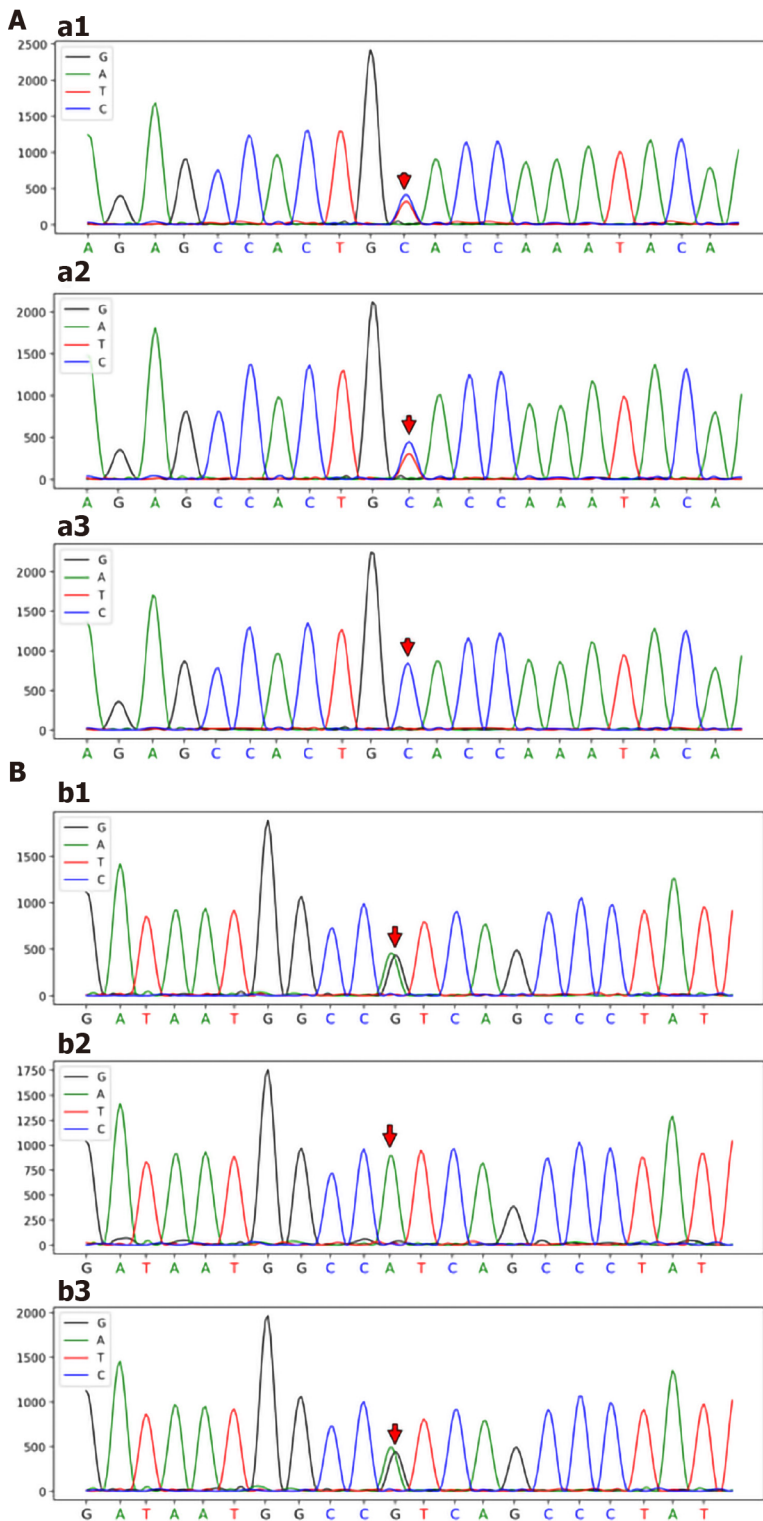 A
a1
2500
2000
1500
1000
500
0
G
A
T
C
A G A G C C A C T G C A C C A A A T A C A
a2
2000
1500
1000
500
0
G
A
T
C
A G A G C C A C T G C A C C A A A T A C A
a3
2000
1500
1000
500
0
G
A
T
C
A G A G C C A C T G C A C C A A A T A C A
B
b1
1500
1000
500
0
G
A
T
C
G A T A A T G G C C G T C A G C C C T A T
b2
1750
1500
1250
1000
750
500
250
0
G
A
T
C
G A T A A T G G C C A T C A G C C C T A T
b3
2000
1500
1000
500
0
G
A
T
C
G A T A A T G G C C G T C A G C C C T A T